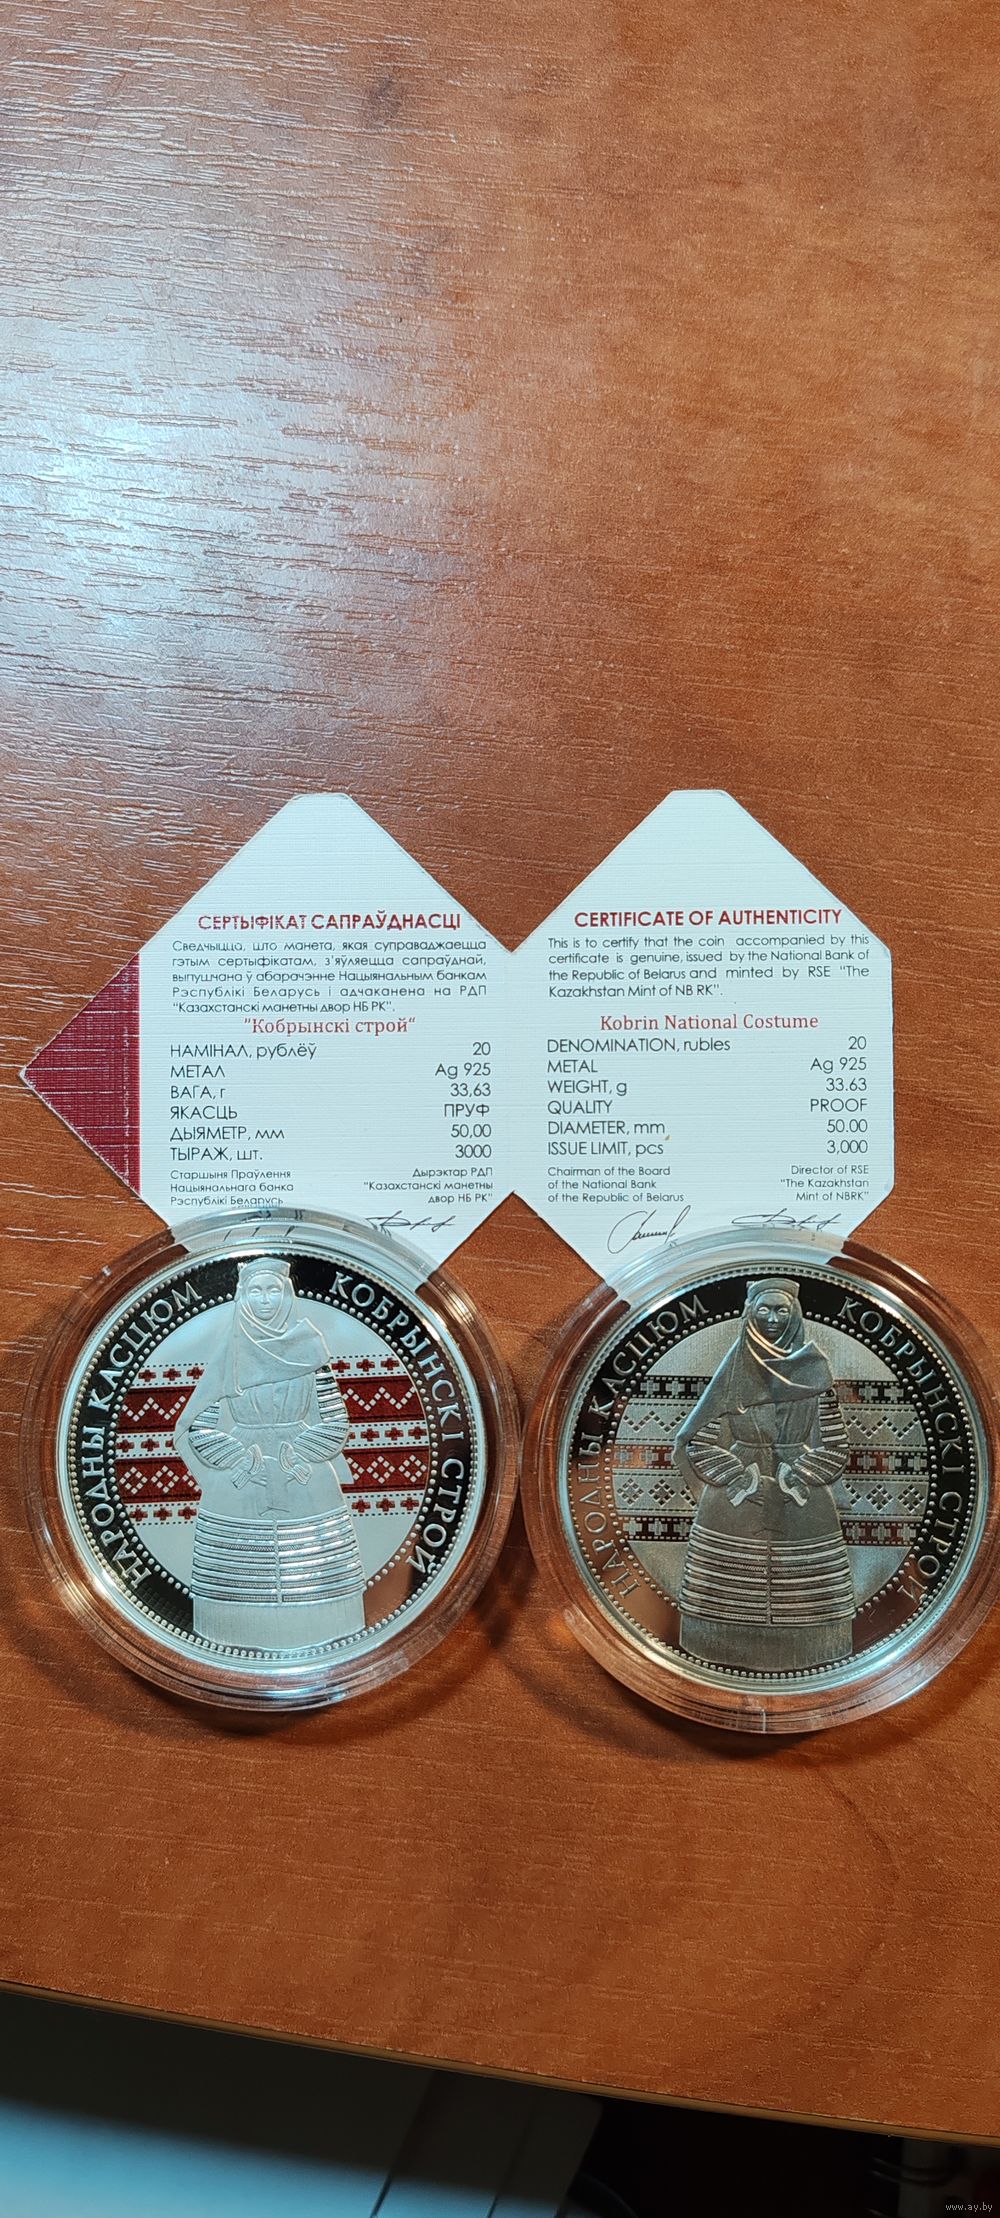 СЕРТЫФІКАТ САПРАЎДНАСЦІ
Сведчыцца, што манета, якая суправаджаецца
гэтым сертыфікатам, з'яўляецца сапраўднай,
выпушчана ў абарачэнне Нацыянальным банкам
Рэспублікі Беларусь і адчаканена на РДП
"Казахстанскі манетны двор НБ РК".
"Кобрынскі строй"
НАМІНАЛ, рублёў 20
МЕТАЛ Ag 925
ВАГА, г 33,63
ЯКАСЦЬ ПРУФ
ДЫЯМЕТР, мм 50,00
ТЫРАЖ, шт. 3000
Старшыня Праўлення
Нацыянальнага банка
Рэспублікі Беларусь
Дырэктар РДП
"Казахстанскі манетны
двор НБ РК"
CERTIFICATE OF AUTHENTICITY
This is to certify that the coin accompanied by this
certificate is genuine, issued by the National Bank of
the Republic of Belarus and minted by RSE "The
Kazakhstan Mint of NB RK".
Kobrin National Costume
DENOMINATION, rubles 20
METAL Ag 925
WEIGHT, g 33.63
QUALITY PROOF
DIAMETER, mm 50.00
ISSUE LIMIT, pcs 3,000
Chairman of the Board
of the National Bank
of the Republic of Belarus
Director of RSE
"The Kazakhstan
Mint of NBRK"
НАРОДНЫ КАСЦЮМ КОБРЫНСКІ СТРОЙ
НАРОДНЫ КАСЦЮМ КОБРЫНСКІ СТРОЙ
www.ay.by